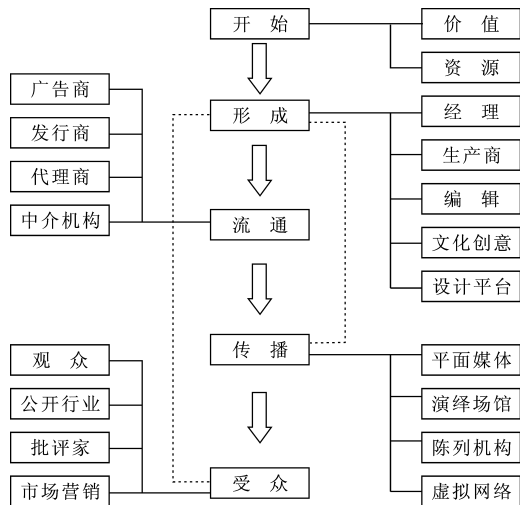 开 始
价 值
资 源
广告商
发行商
代理商
中介机构
形 成
经 理
生产商
编 辑
文化创意
设计平台
流 通
传 播
平面媒体
演绎场馆
陈列机构
虚拟网络
观 众
公开行业
批评家
市场营销
受 众